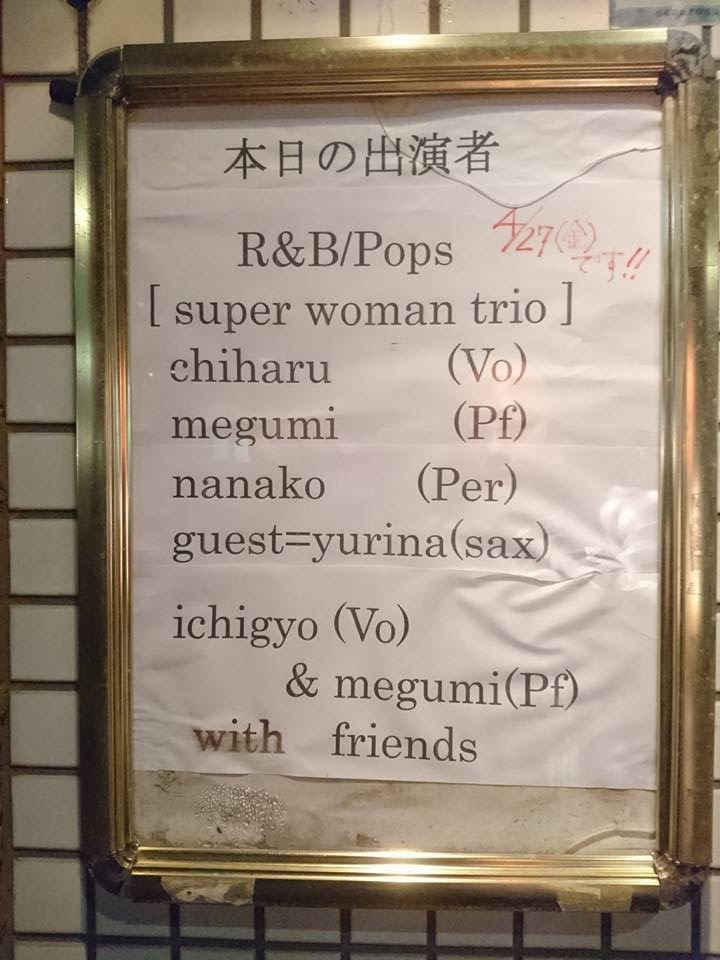 本日の出演者
4/27(金)
です!!
R&B/Pops
[ super woman trio ]
chiharu (Vo)
megumi (Pf)
nanako (Per)
guest=yurina(sax)
ichigyo (Vo)
& megumi(Pf)
with friends